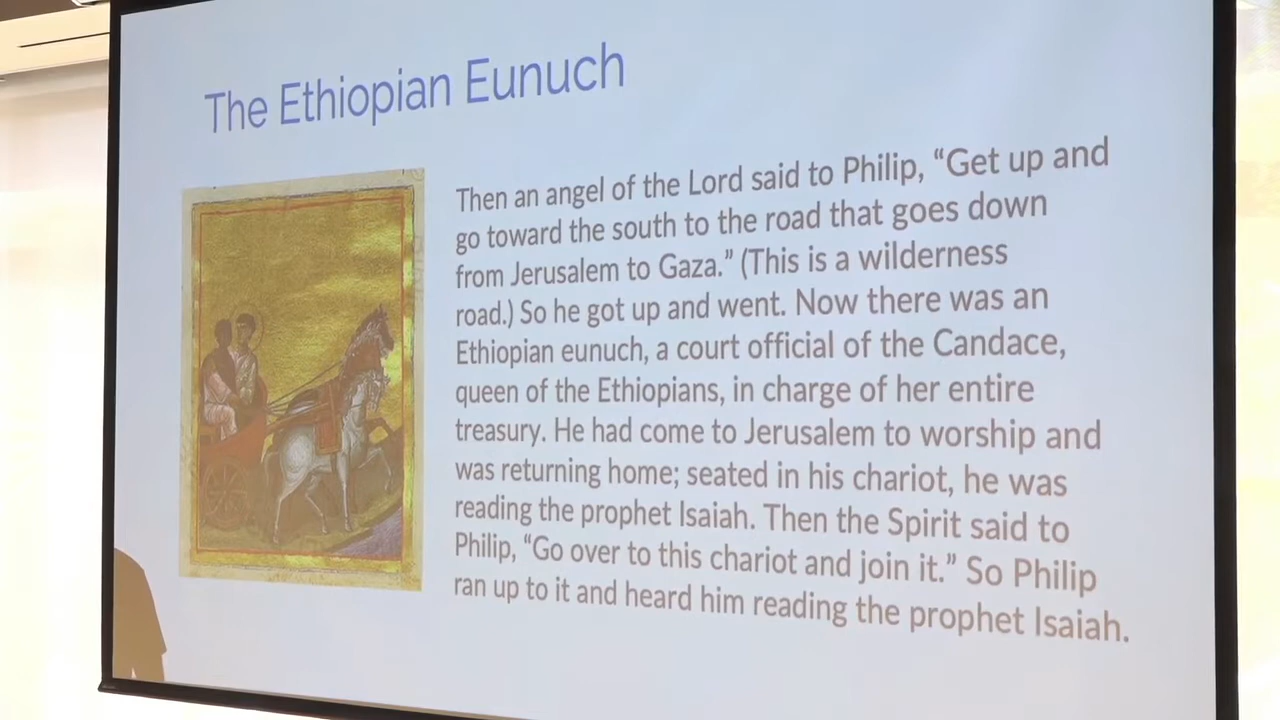 The Ethiopian Eunuch
Then an angel of the Lord said to Philip, “Get up and
go toward the south to the road that goes down
from Jerusalem to Gaza.” (This is a wilderness
road.) So he got up and went. Now there was an
Ethiopian eunuch, a court official of the Candace,
queen of the Ethiopians, in charge of her entire
treasury. He had come to Jerusalem to worship and
was returning home; seated in his chariot, he was
reading the prophet Isaiah. Then the Spirit said to
Philip, “Go over to this chariot and join it.” So Philip
ran up to it and heard him reading the prophet Isaiah.